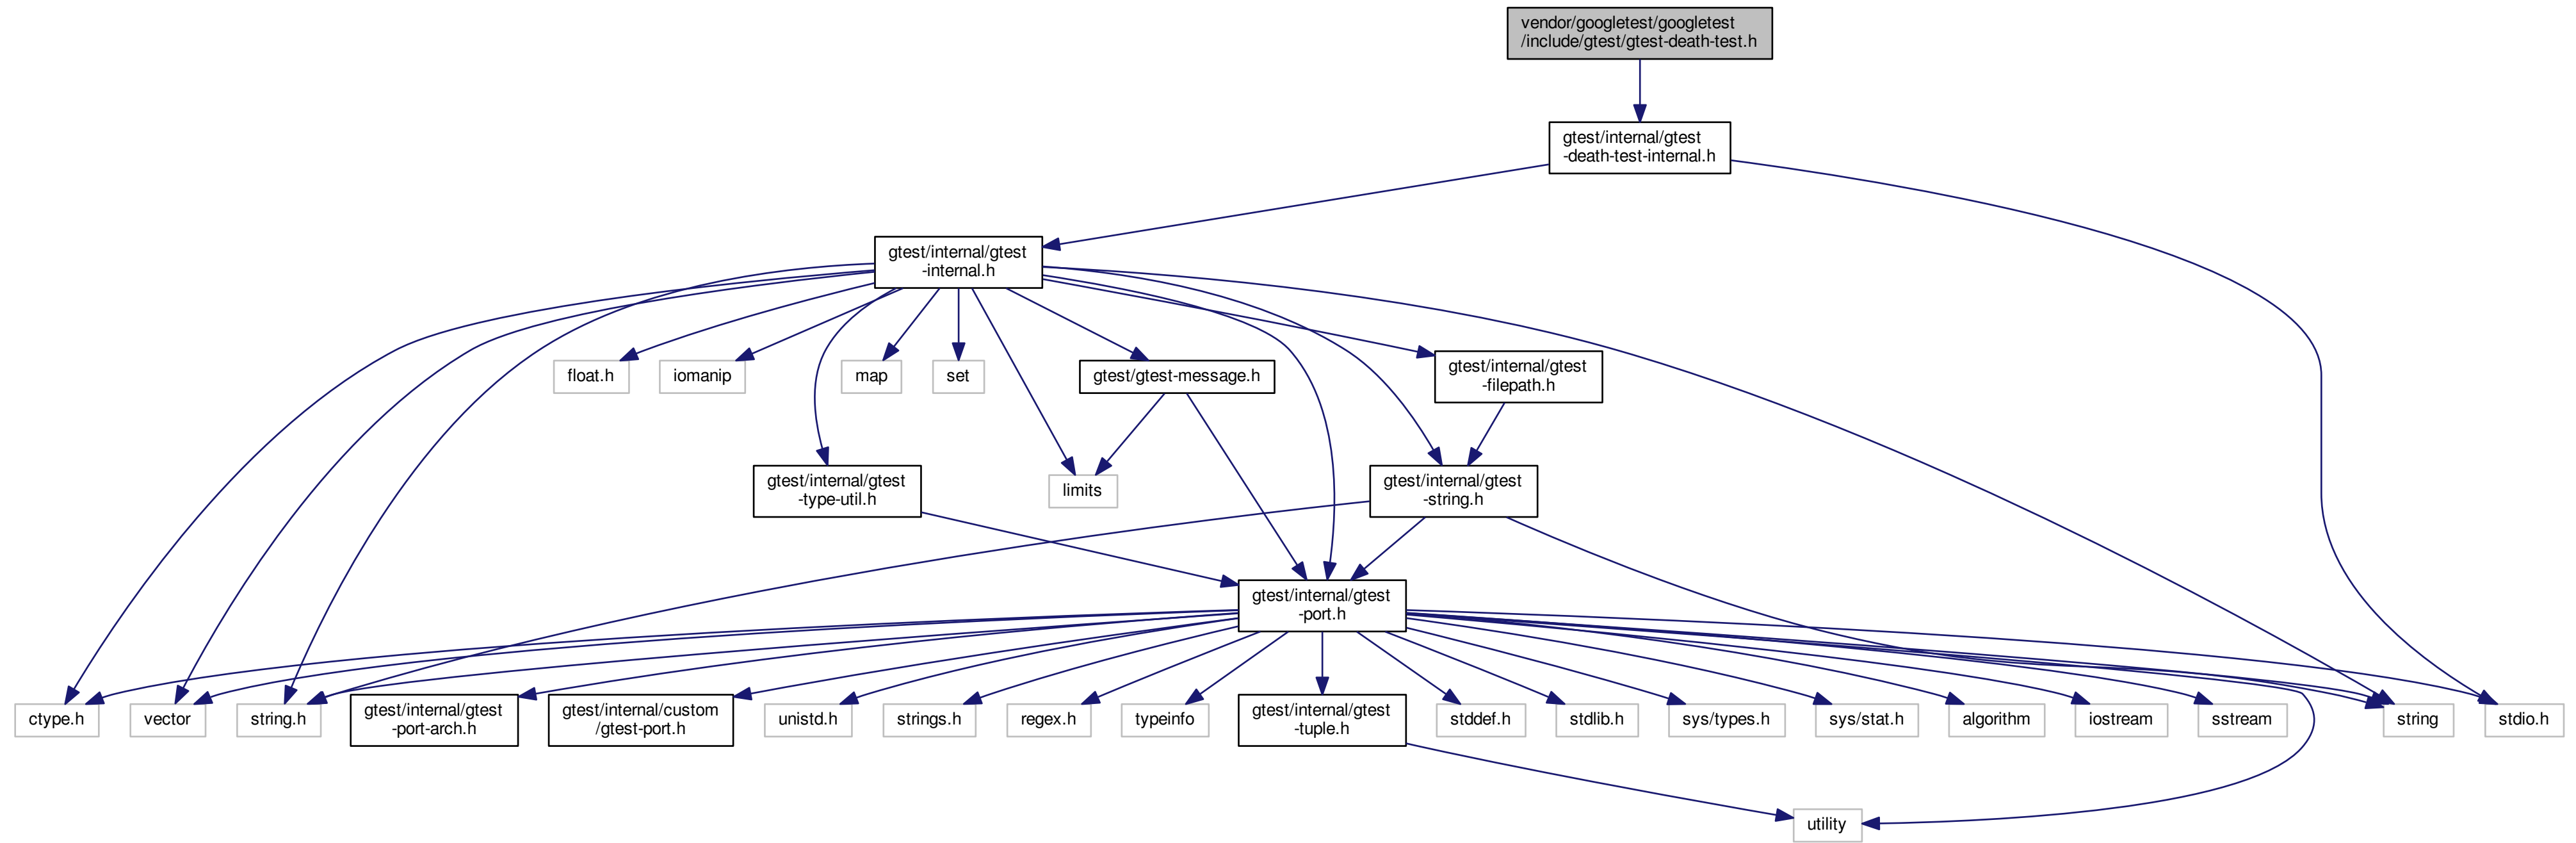 vendor/googletest/googletest
/include/gtest/gtest-death-test.h
gtest/internal/gtest
-death-test-internal.h
gtest/internal/gtest
-internal.h
float.h
iomanip
map
set
gtest/gtest-message.h
gtest/internal/gtest
-filepath.h
gtest/internal/gtest
-type-util.h
limits
gtest/internal/gtest
-string.h
gtest/internal/gtest
-port.h
ctype.h
vector
string.h
gtest/internal/gtest
-port-arch.h
gtest/internal/custom
/gtest-port.h
unistd.h
strings.h
regex.h
typeinfo
gtest/internal/gtest
-tuple.h
stddef.h
stdlib.h
sys/types.h
sys/stat.h
algorithm
iostream
sstream
string
stdio.h
utility